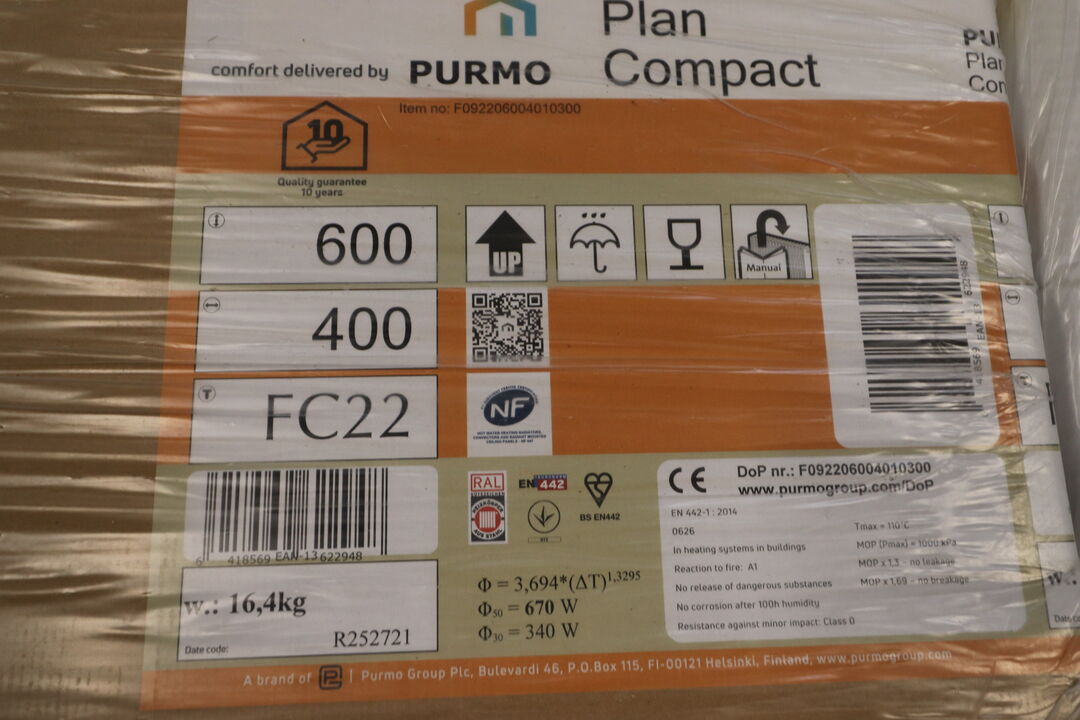 Plan
Compact
comfort delivered by PURMO
PU
Plan
Com
Item no: F092206004010300
10
Quality guarantee
10 years
600
UP
Manual
400
FC22
T
NF
RAL
EN 442
BS EN442
CE
DoP nr.: F092206004010300
www.purmogroup.com/DoP
EN 442-1 : 2014
0626
In heating systems in buildings
Reaction to fire: A1
No release of dangerous substances
No corrosion after 100h humidity
Resistance against minor impact: Class 0
Tmax = 110°C
MOP (Pmax) = 1000 kPa
MOP x 1,3 - no leakage
MOP x 1,69 - no breakage
6 418569 EAN-13 622948
w.: 16,4kg
R252721
Date code:
Φ = 3,694*(ΔT)1,3295
Φ50 = 670 W
Φ30 = 340 W
A brand of | Purmo Group Plc, Bulevardi 46, P.O.Box 115, FI-00121 Helsinki, Finland, www.purmogroup.com